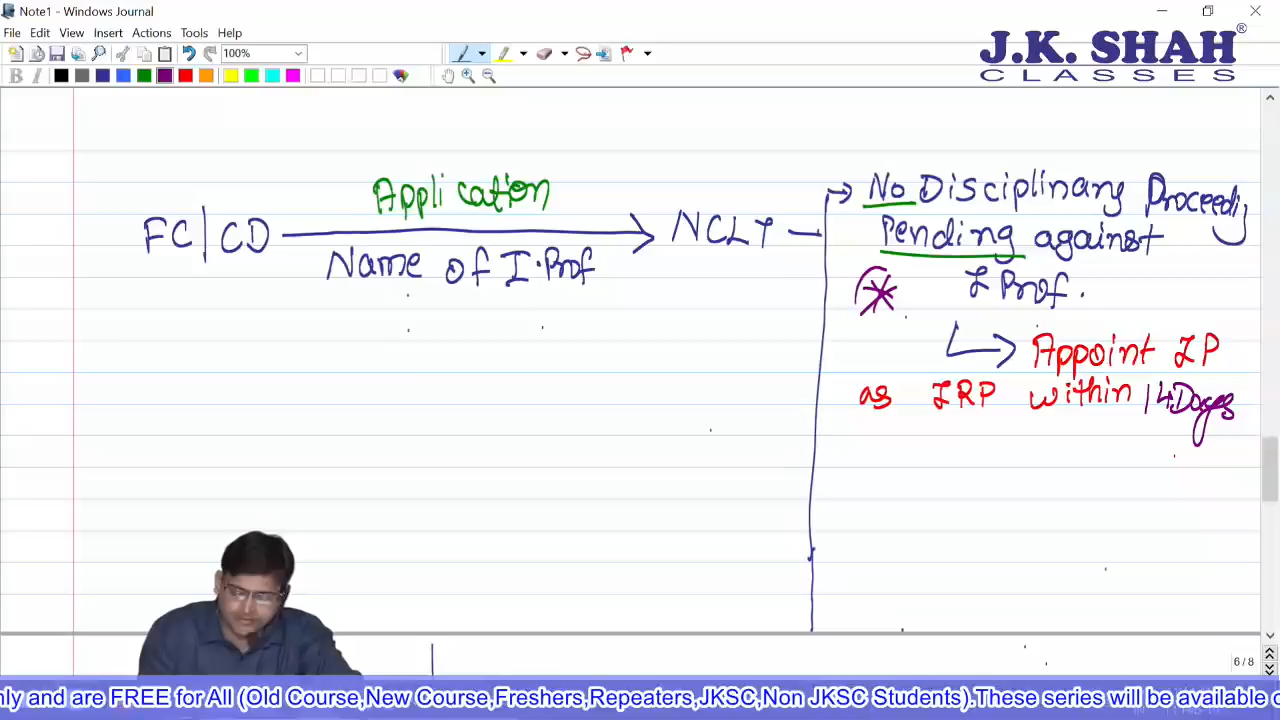 Note1 - Windows Journal
File Edit View Insert Actions Tools Help
100%
B I
J.K. SHAH®
CLASSES
Application
FC | CD
Name of I. Prof
NCLT
No Disciplinary Proceeding
Pending against
I Prof.
Appoint IP
as IRP within 14 Days
6 / 8
nly and are FREE for All (Old Course,New Course,Freshers,Repeaters,JKSC,Non JKSC Students).These series will be available o